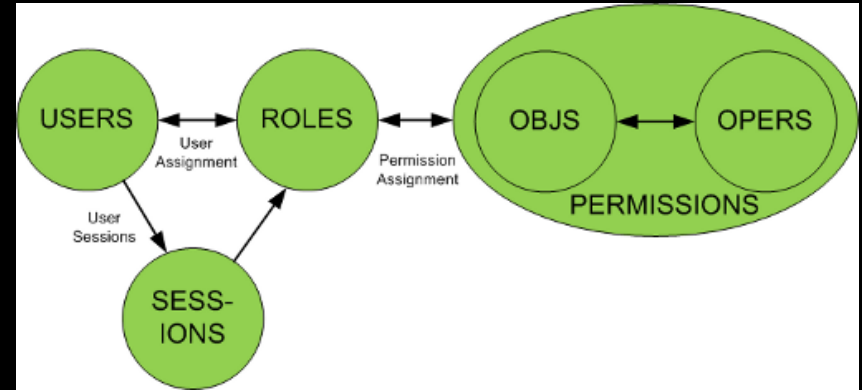 USERS
User
Assignment
ROLES
Permission
Assignment
OBJS
OPERS
PERMISSIONS
User
Sessions
SESS-
IONS